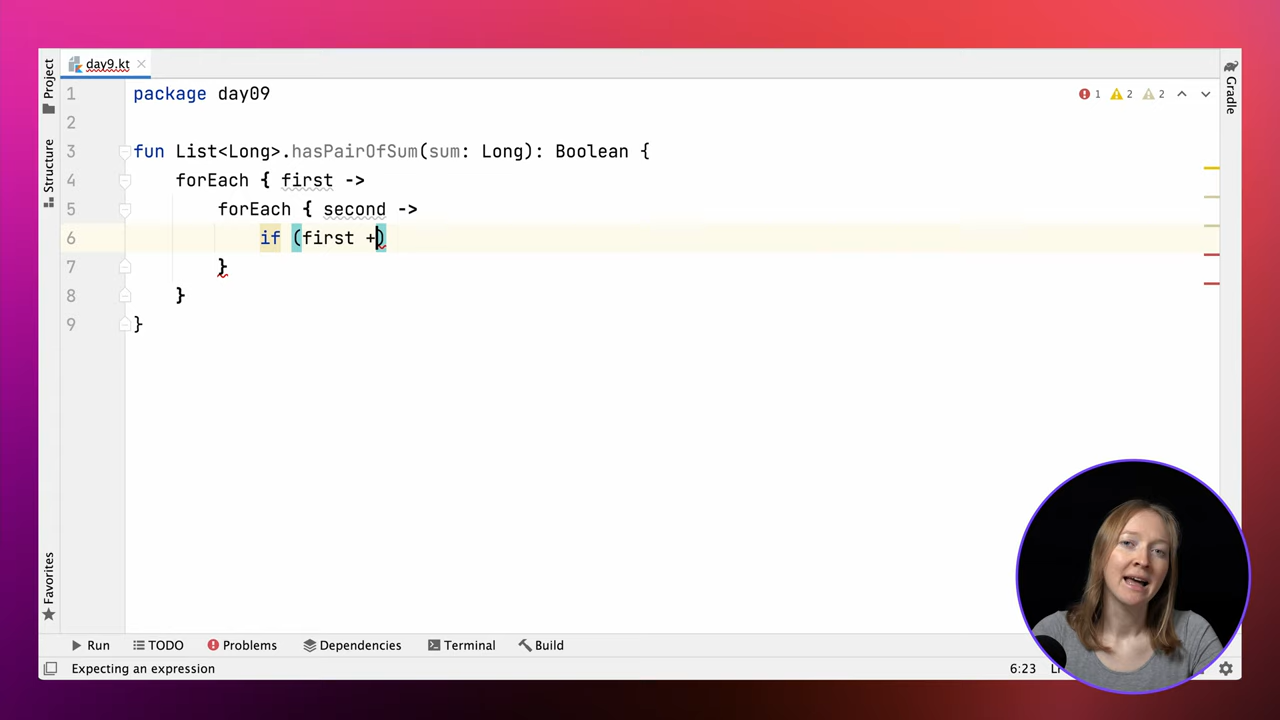 Project
day9.kt
1 package day09
1 2 2
2
3 fun List<Long>.hasPairOfSum(sum: Long): Boolean {
4 forEach { first ->
5 forEach { second ->
6 if (first +)
7 }
8 }
9 }
Structure
Favorites
Gradle
Run TODO Problems Dependencies Terminal Build
Expecting an expression
6:23